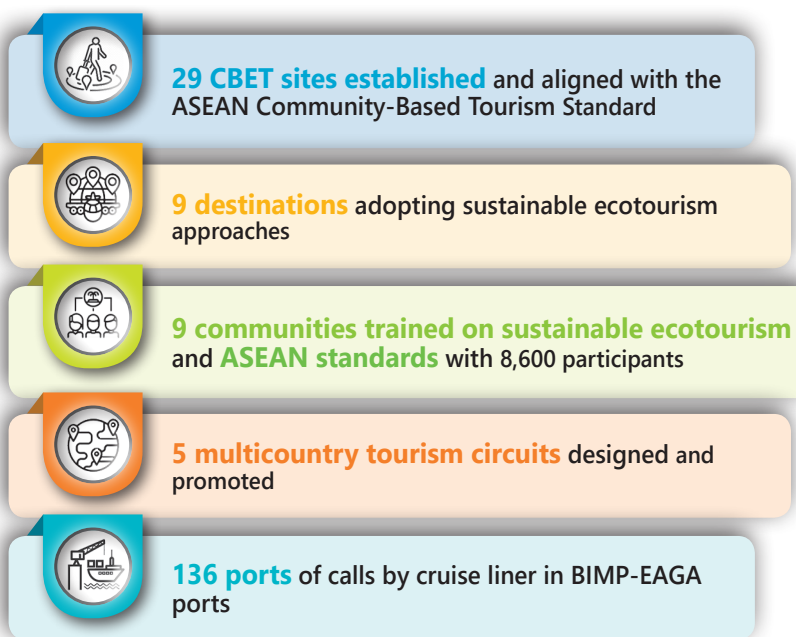 29 CBET sites established and aligned with the
ASEAN Community-Based Tourism Standard
9 destinations adopting sustainable ecotourism
approaches
9 communities trained on sustainable ecotourism
and ASEAN standards with 8,600 participants
5 multicountry tourism circuits designed and
promoted
136 ports of calls by cruise liner in BIMP-EAGA
ports